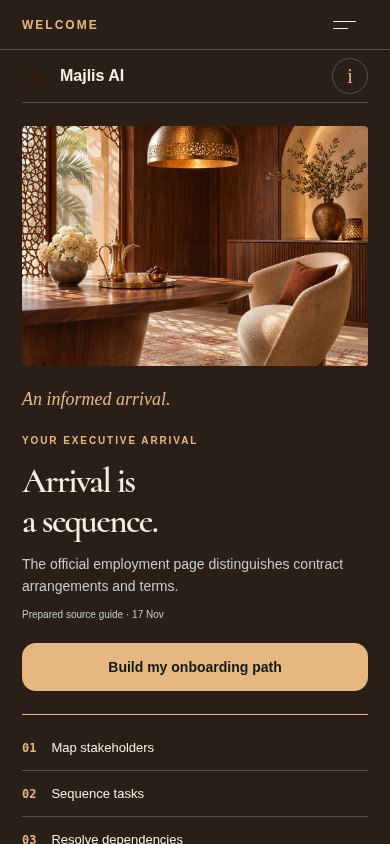 WELCOME
Majlis AI
i
An informed arrival.
YOUR EXECUTIVE ARRIVAL
Arrival is
a sequence.
The official employment page distinguishes contract
arrangements and terms.
Prepared source guide · 17 Nov
Build my onboarding path
01 Map stakeholders
02 Sequence tasks
03 Resolve dependencies